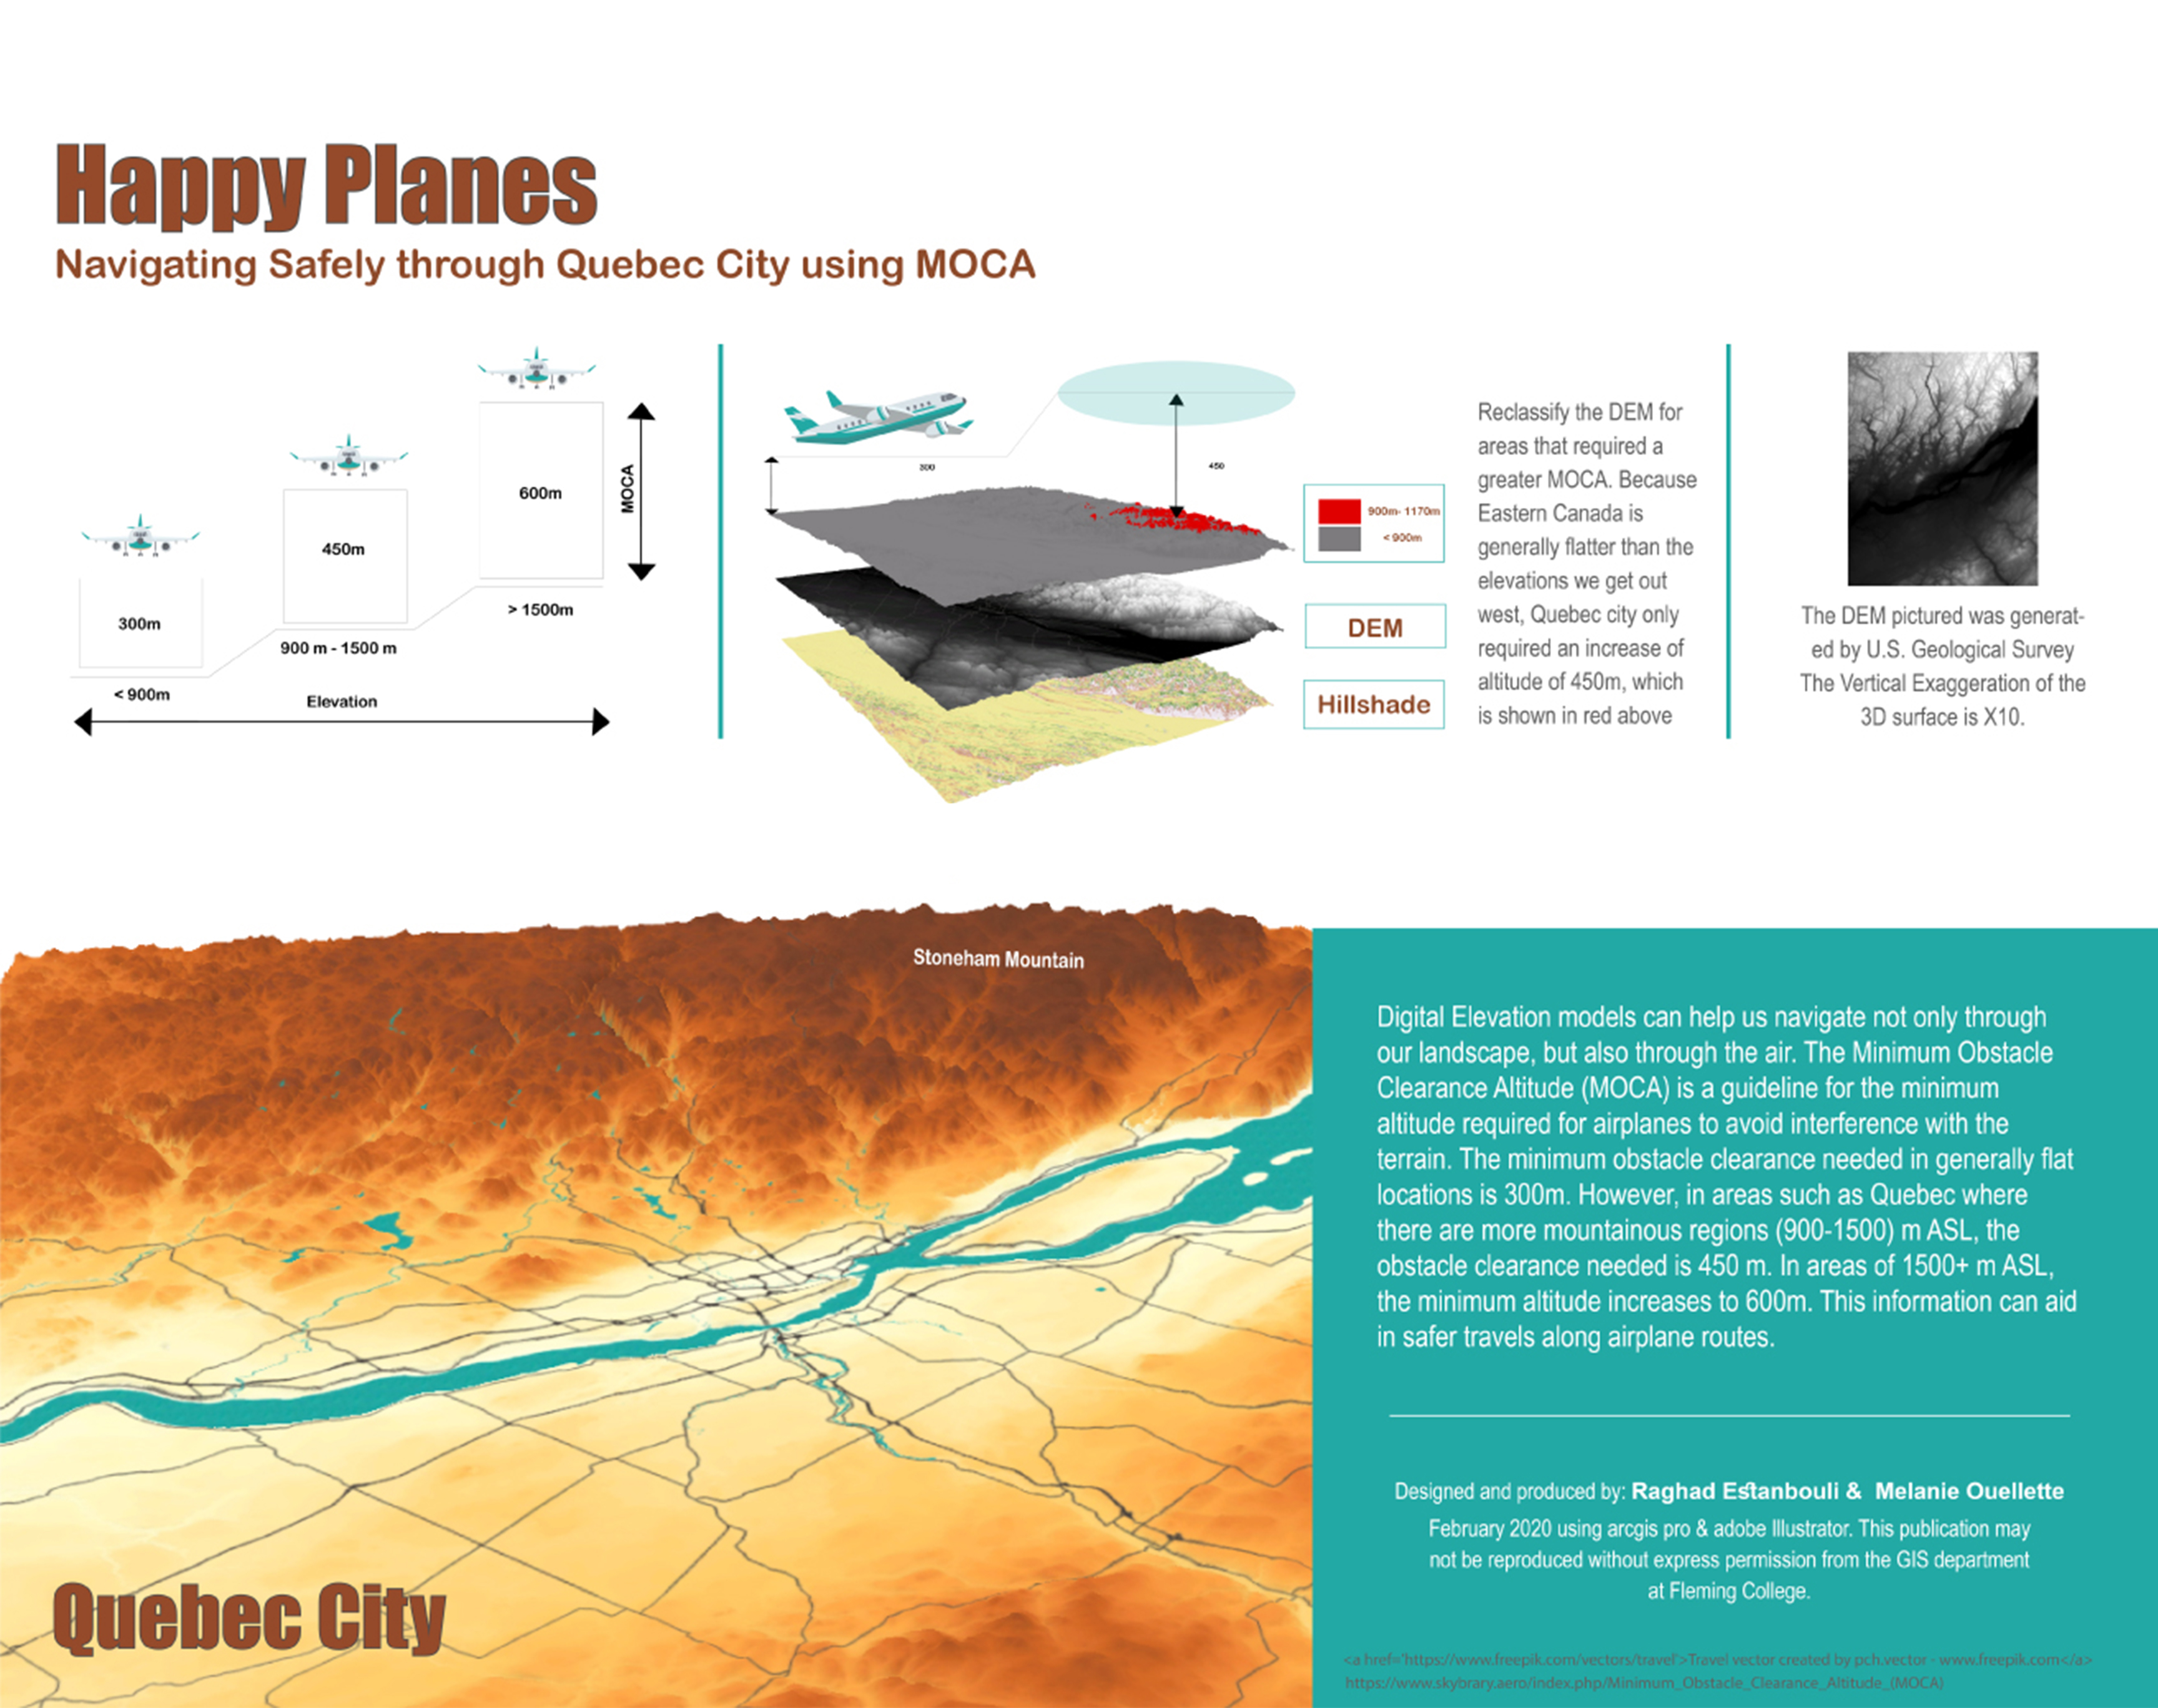 Happy Planes
Navigating Safely through Quebec City using MOCA
300m
450m
600m
MOCA
< 900m
900 m - 1500 m
> 1500m
Elevation
300
450
900m- 1170m
< 900m
DEM
Hillshade
Reclassify the DEM for
areas that required a
greater MOCA. Because
Eastern Canada is
generally flatter than the
elevations we get out
west, Quebec city only
required an increase of
altitude of 450m, which
is shown in red above
The DEM pictured was generat-
ed by U.S. Geological Survey
The Vertical Exaggeration of the
3D surface is X10.
Stoneham Mountain
Quebec City
Digital Elevation models can help us navigate not only through
our landscape, but also through the air. The Minimum Obstacle
Clearance Altitude (MOCA) is a guideline for the minimum
altitude required for airplanes to avoid interference with the
terrain. The minimum obstacle clearance needed in generally flat
locations is 300m. However, in areas such as Quebec where
there are more mountainous regions (900-1500) m ASL, the
obstacle clearance needed is 450 m. In areas of 1500+ m ASL,
the minimum altitude increases to 600m. This information can aid
in safer travels along airplane routes.
Designed and produced by: Raghad Estanbouli & Melanie Ouellette
February 2020 using arcgis pro & adobe Illustrator. This publication may
not be reproduced without express permission from the GIS department
at Fleming College.
<a href='https://www.freepik.com/vectors/travel'>Travel vector created by pch.vector - www.freepik.com</a>
https://www.skybrary.aero/index.php/Minimum_Obstacle_Clearance_Altitude_(MOCA)